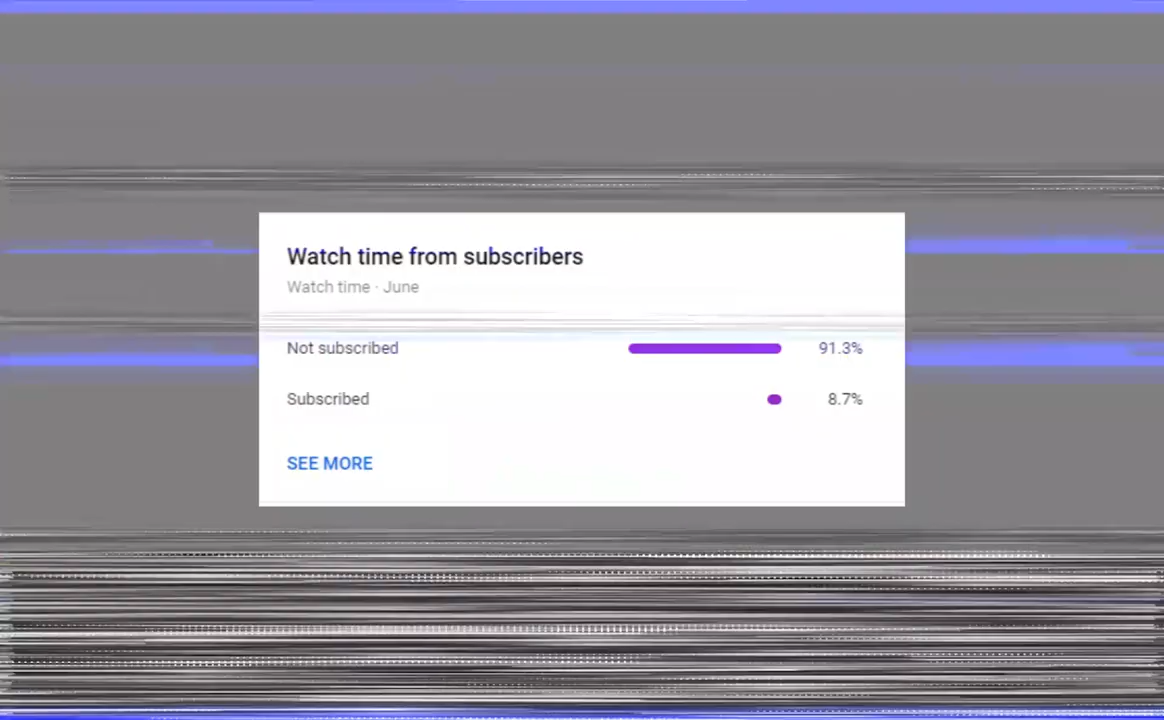 Watch time from subscribers
Watch time · June
Not subscribed 91.3%
Subscribed 8.7%
SEE MORE